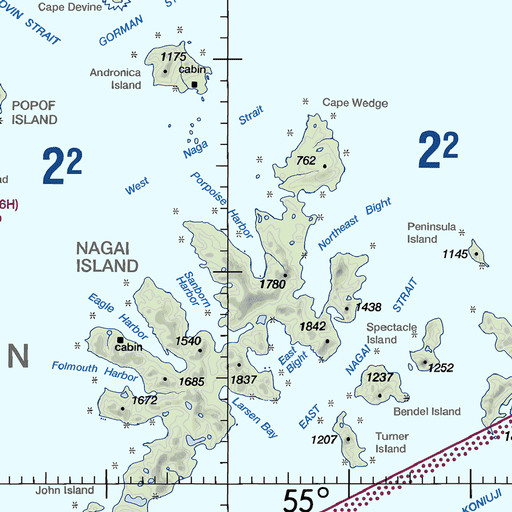 Cape Devine
GORMAN
ST
OVIN STRAIT
1175
cabin
Andronica
Island
POPOF
ISLAND
Strait
Cape Wedge
2²
2²
Naga
762
West
6H)
Porpoise Harbor
Northeast Bight
Peninsula
Island
1145
NAGAI
ISLAND
1780
Sanborn
Harbor
STRAIT
Eagle Harbor
1438
1842
Spectacle
Island
cabin
1540
East
Bight
NAGAI
1252
N
Folmouth Harbor
1685
1837
1237
1672
Larsen Bay
EAST
Bendel Island
1207
Turner
Island
John Island
55°
KONIUJI